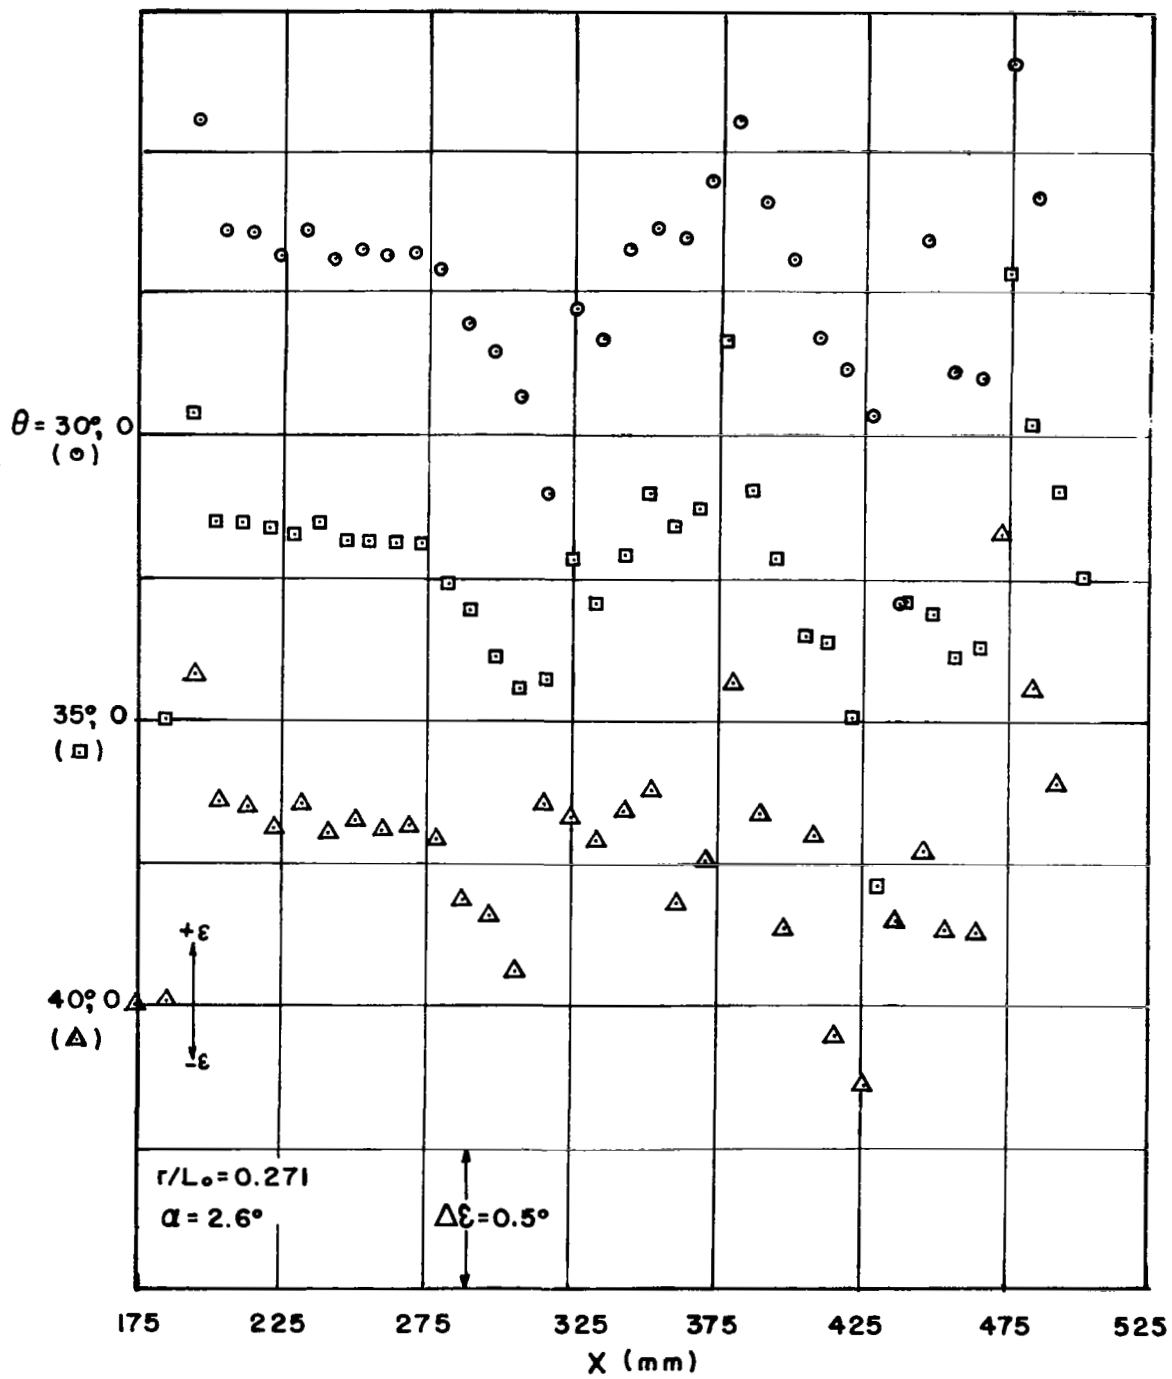 θ = 30°, 0
(⊙)
35°, 0
(⊡)
+ε
40°, 0
(◬)
-ε
r/L₀ = 0.271
α = 2.6°
Δε = 0.5°
175 225 275 325 375 425 475 525
X (mm)